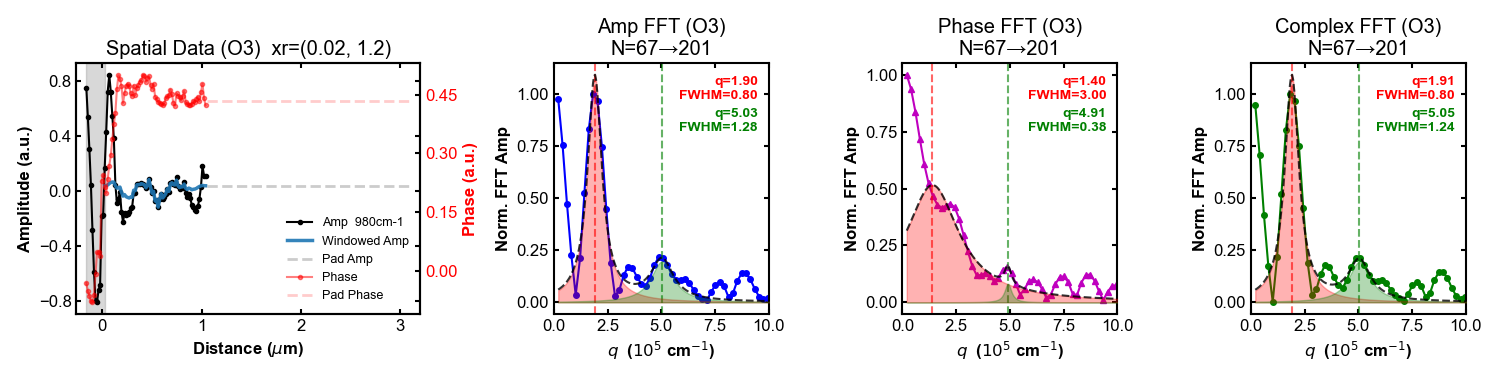 Spatial Data (O3)  xr=(0.02, 1.2)
0.8
0.4
0.0
−0.4
−0.8
Amplitude (a.u.)
0.45
0.30
0.15
0.00
Phase (a.u.)
Amp  980cm-1
Windowed Amp
Pad Amp
Phase
Pad Phase
0
1
2
3
Distance (μm)
Amp FFT (O3)
N=67→201
q=1.90
FWHM=0.80
q=5.03
FWHM=1.28
1.00
0.75
0.50
0.25
0.00
Norm. FFT Amp
0.0
2.5
5.0
7.5
10.0
q (10⁵ cm⁻¹)
Phase FFT (O3)
N=67→201
q=1.40
FWHM=3.00
q=4.91
FWHM=0.38
1.00
0.75
0.50
0.25
0.00
Norm. FFT Amp
0.0
2.5
5.0
7.5
10.0
q (10⁵ cm⁻¹)
Complex FFT (O3)
N=67→201
q=1.91
FWHM=0.80
q=5.05
FWHM=1.24
1.00
0.75
0.50
0.25
0.00
Norm. FFT Amp
0.0
2.5
5.0
7.5
10.0
q (10⁵ cm⁻¹)